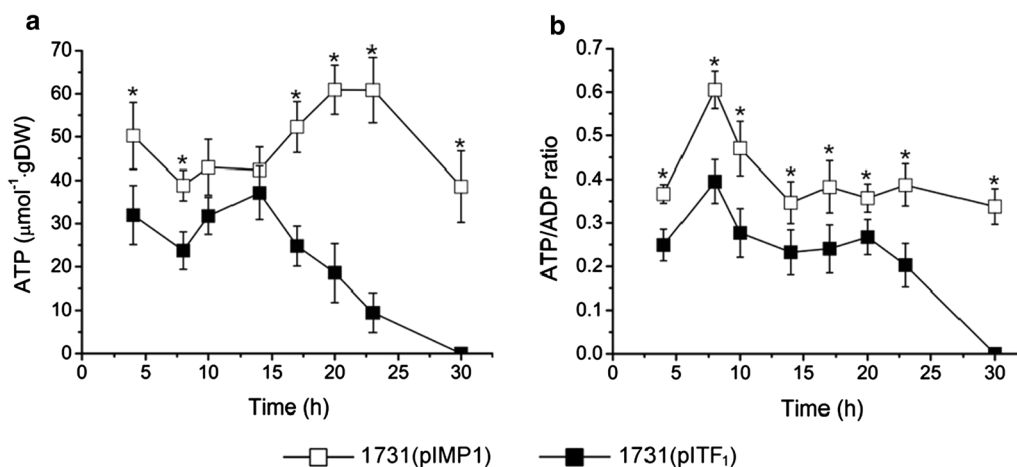 a
ATP (μmol⁻¹·gDW)
70
60
50
40
30
20
10
0
* * * * * *
0 5 10 15 20 25 30
Time (h)
b
ATP/ADP ratio
0.7
0.6
0.5
0.4
0.3
0.2
0.1
0.0
* * * * * * * *
0 5 10 15 20 25 30
Time (h)
1731(pIMP1)
1731(pITF₁)